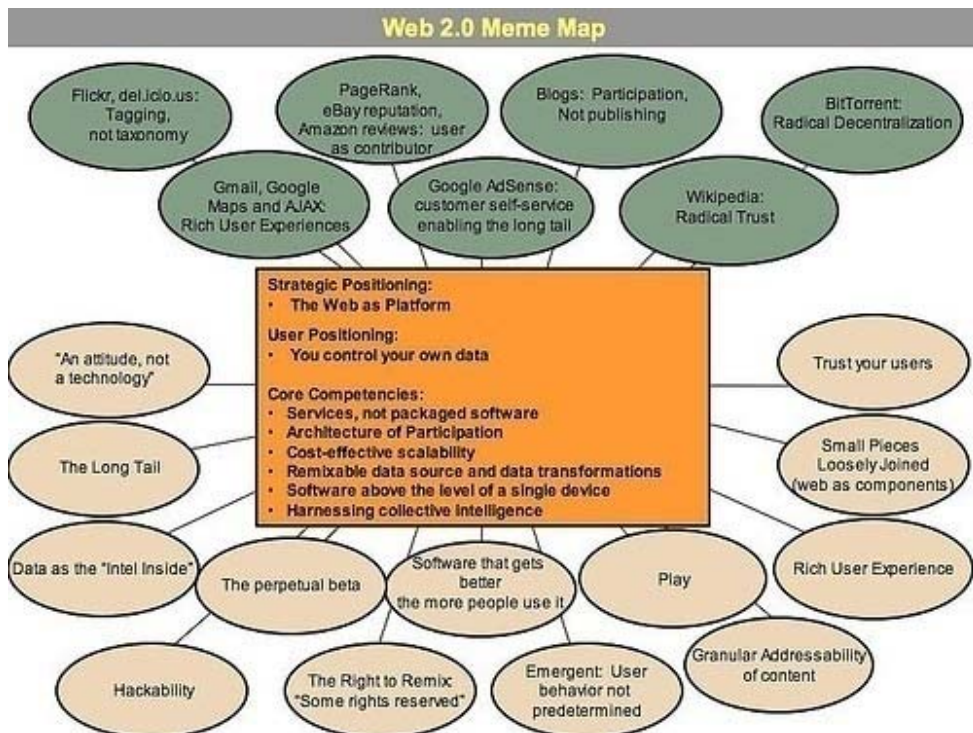 Web 2.0 Meme Map
Flickr, del.icio.us:
Tagging,
not taxonomy
PageRank,
eBay reputation,
Amazon reviews: user
as contributor
Blogs: Participation,
Not publishing
BitTorrent:
Radical Decentralization
Gmail, Google
Maps and AJAX:
Rich User Experiences
Google AdSense:
customer self-service
enabling the long tail
Wikipedia:
Radical Trust
Strategic Positioning:
• The Web as Platform
User Positioning:
• You control your own data
Core Competencies:
• Services, not packaged software
• Architecture of Participation
• Cost-effective scalability
• Remixable data source and data transformations
• Software above the level of a single device
• Harnessing collective intelligence
"An attitude, not
a technology"
Trust your users
The Long Tail
Small Pieces
Loosely Joined
(web as components)
Data as the "Intel Inside"
The perpetual beta
Software that gets
better
the more people use it
Play
Rich User Experience
Hackability
The Right to Remix:
"Some rights reserved"
Emergent: User
behavior not
predetermined
Granular Addressability
of content